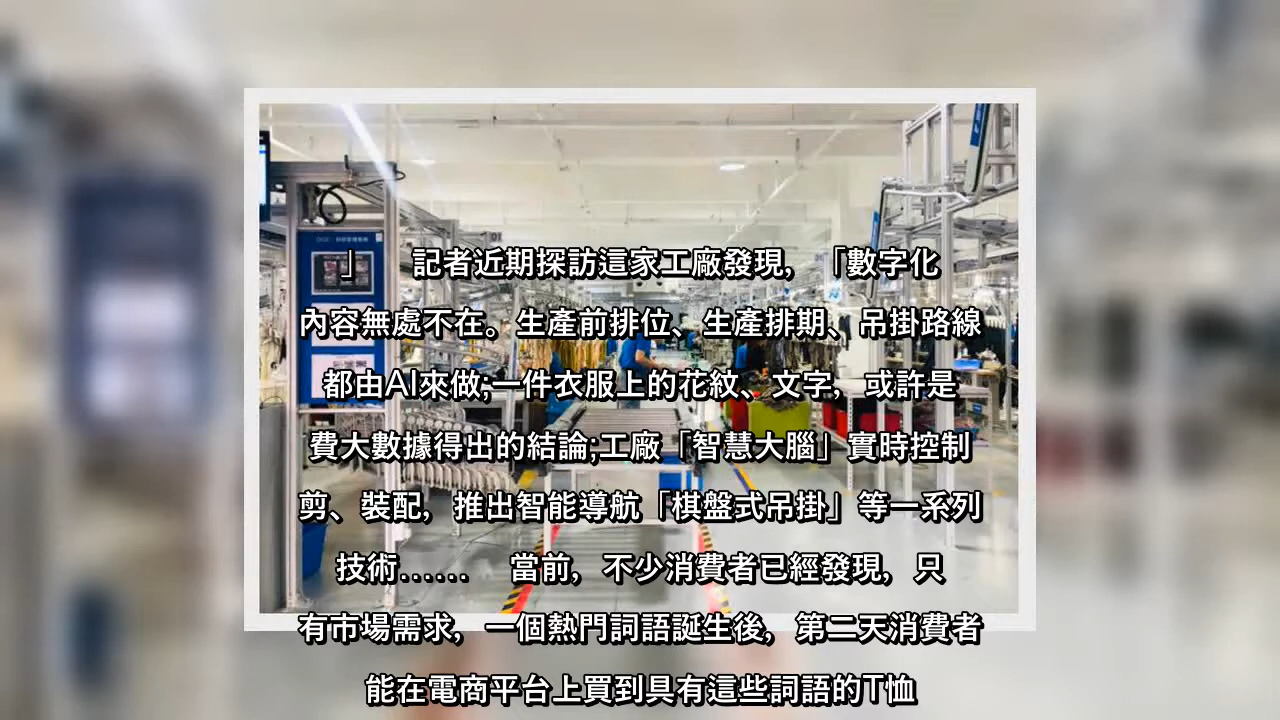 」　記者近期探訪這家工廠發現，「數字化
內容無處不在。生產前排位、生產排期、吊掛路線
都由AI來做;一件衣服上的花紋、文字，或許是
費大數據得出的結論;工廠「智慧大腦」實時控制
剪、裝配，推出智能導航「棋盤式吊掛」等一系列
技術……　當前，不少消費者已經發現，只
有市場需求，一個熱門詞語誕生後，第二天消費者
能在電商平台上買到具有這些詞語的T恤